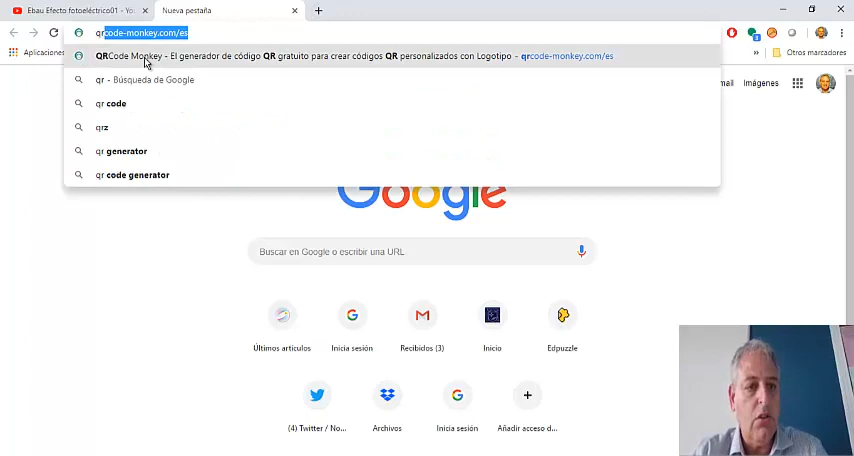 Ebau Efecto fotoeléctrico01 - You
Nueva pestaña
qrcode-monkey.com/es
3
Aplicaciones
Otros marcadores
QRCode Monkey - El generador de código QR gratuito para crear códigos QR personalizados con Logotipo - qrcode-monkey.com/es
qr - Búsqueda de Google
qr code
qrz
qr generator
qr code generator
mail Imágenes
Google
Buscar en Google o escribir una URL
Últimos artículos
Inicia sesión
Recibidos (3)
Inicio
Edpuzzle
(4) Twitter / No...
Archivos
Inicia sesión
Añadir acceso d...